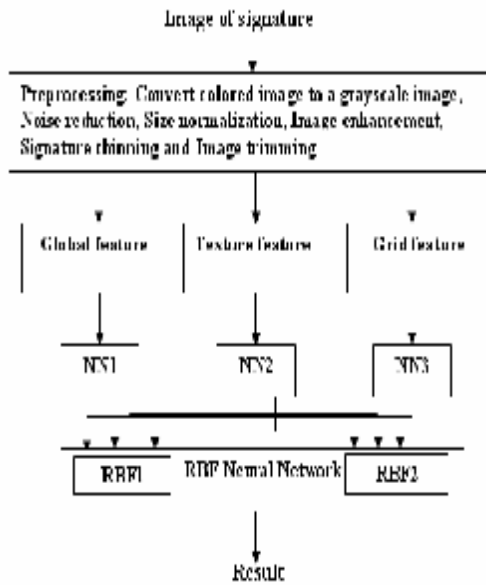 Image of signature
Preprocessing: Convert colored image to a grayscale image,
Noise reduction, Size normalization, Image enhancement,
Signature thinning and Image trimming
Global feature
Texture feature
Grid feature
NN1
NN2
NN3
RBF1
RBF Neural Network
RBF2
Result